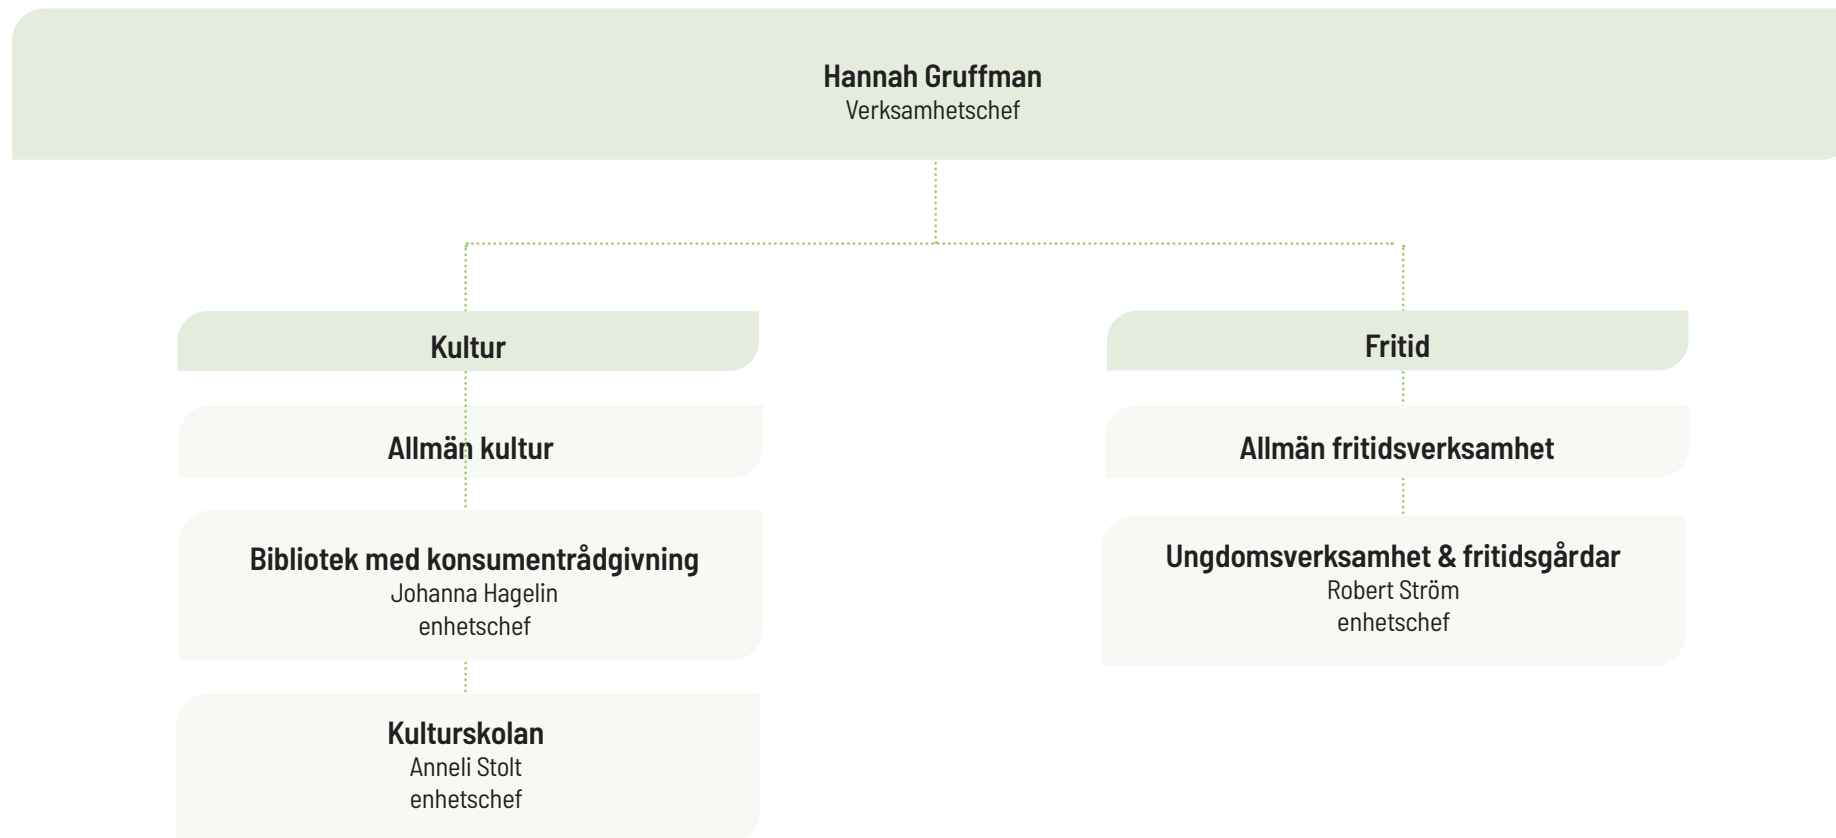 Hannah Gruffman
Verksamhetschef
Kultur
Allmän kultur
Bibliotek med konsumentrådgivning
Johanna Hagelin
enhetschef
Kulturskolan
Anneli Stolt
enhetschef
Fritid
Allmän fritidsverksamhet
Ungdomsverksamhet & fritidsgårdar
Robert Ström
enhetschef